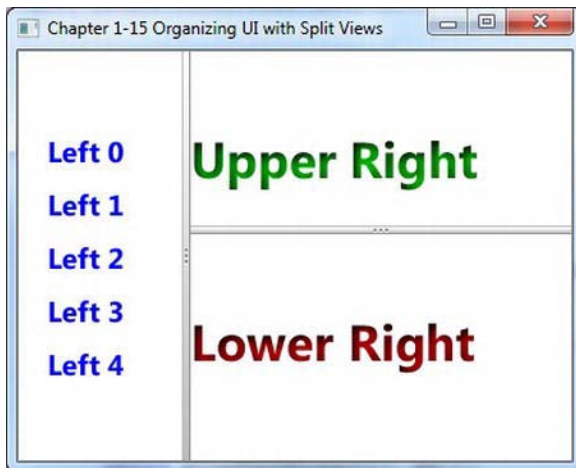 Chapter 1-15 Organizing UI with Split Views
Left 0
Left 1
Left 2
Left 3
Left 4
Upper Right
Lower Right